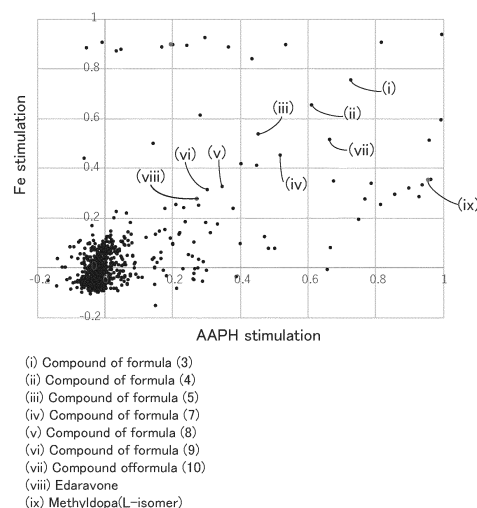 1
0.8
(i)
(iii)
(ii)
0.6
Fe stimulation
(vi)
(v)
(vii)
0.4
(viii)
(iv)
(ix)
0.2
-0.2
0.2
0.4
0.6
0.8
1
-0.2
AAPH stimulation
(i) Compound of formula (3)
(ii) Compound of formula (4)
(iii) Compound of formula (5)
(iv) Compound of formula (7)
(v) Compound of formula (8)
(vi) Compound of formula (9)
(vii) Compound offormula (10)
(viii) Edaravone
(ix) Methyldopa(L-isomer)